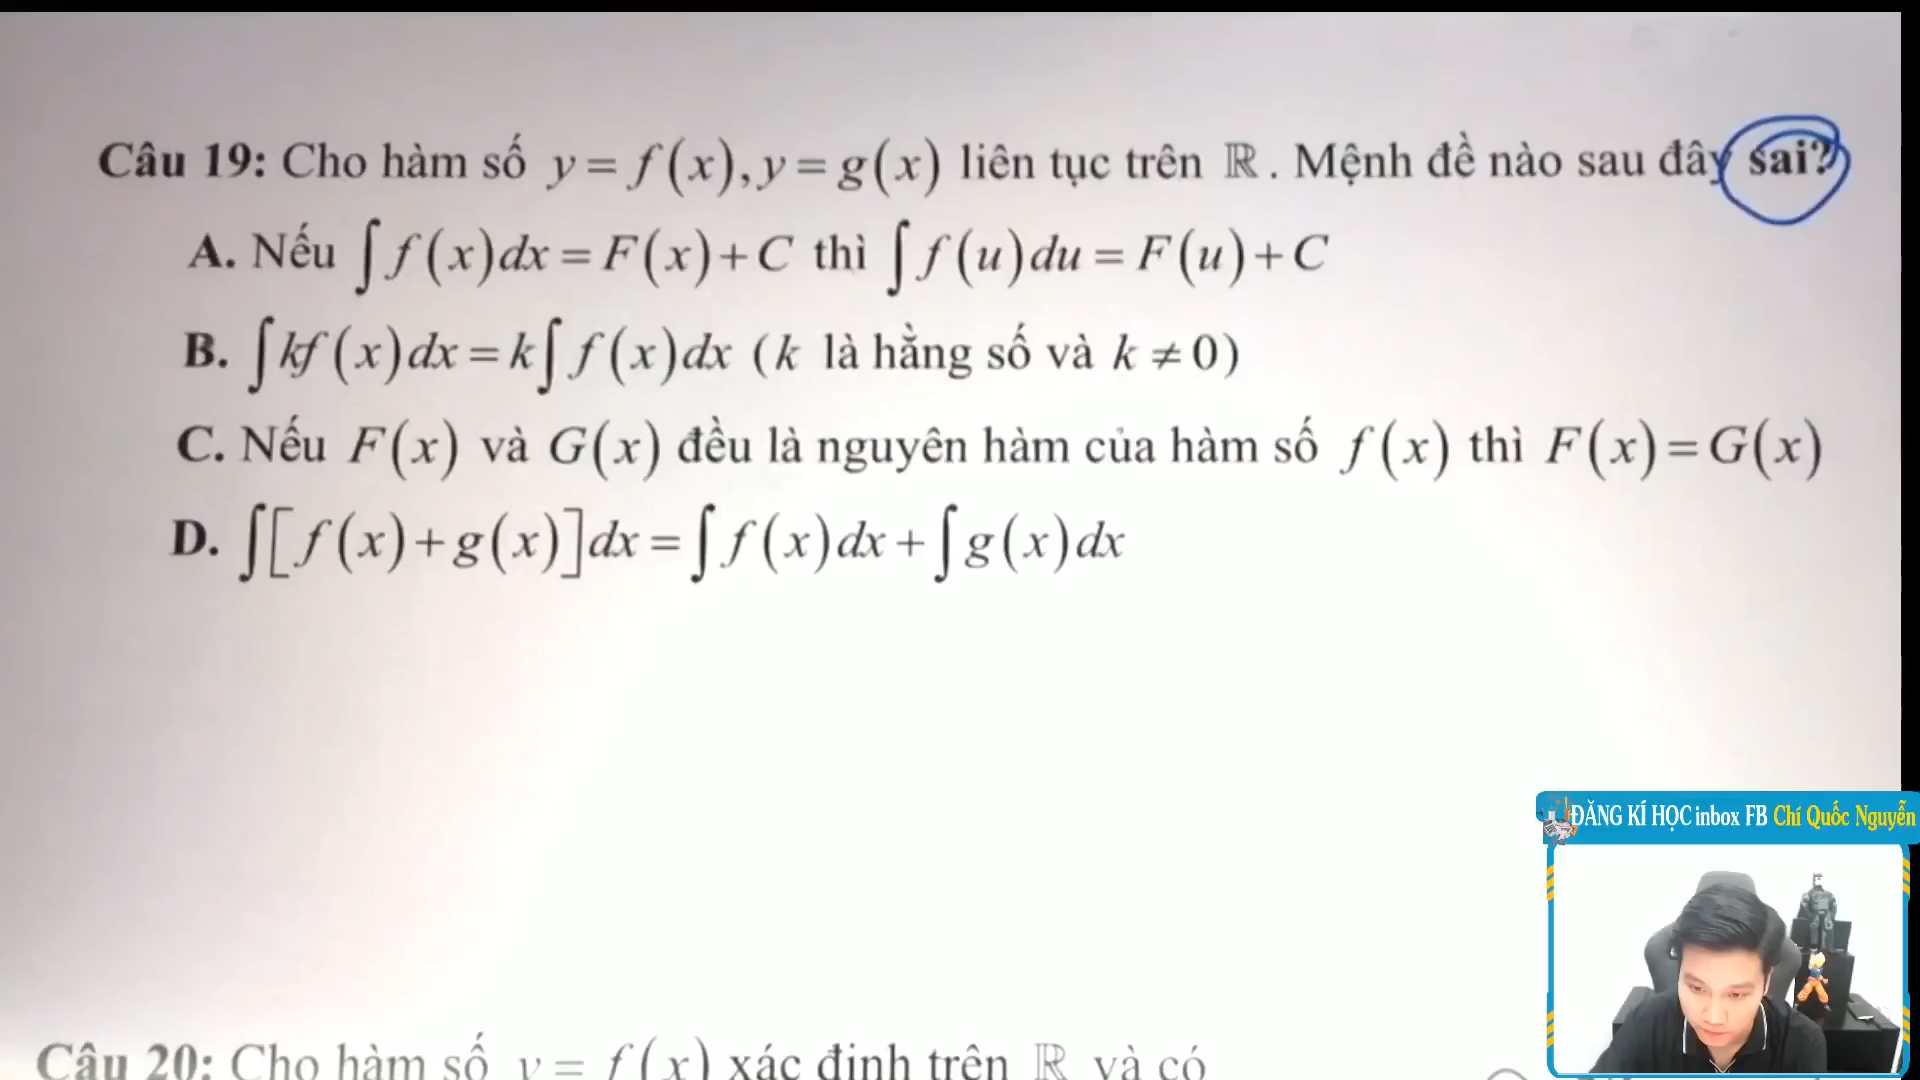 Câu 19: Cho hàm số y = f(x), y = g(x) liên tục trên ℝ. Mệnh đề nào sau đây sai?
A. Nếu ∫f(x)dx = F(x)+C thì ∫f(u)du = F(u)+C
B. ∫kf(x)dx = k∫f(x)dx (k là hằng số và k ≠ 0)
C. Nếu F(x) và G(x) đều là nguyên hàm của hàm số f(x) thì F(x)=G(x)
D. ∫[f(x)+g(x)]dx = ∫f(x)dx + ∫g(x)dx
ĐĂNG KÍ HỌC inbox FB Chí Quốc Nguyễn
Câu 20: Cho hàm số y = f(x) xác định trên ℝ và có